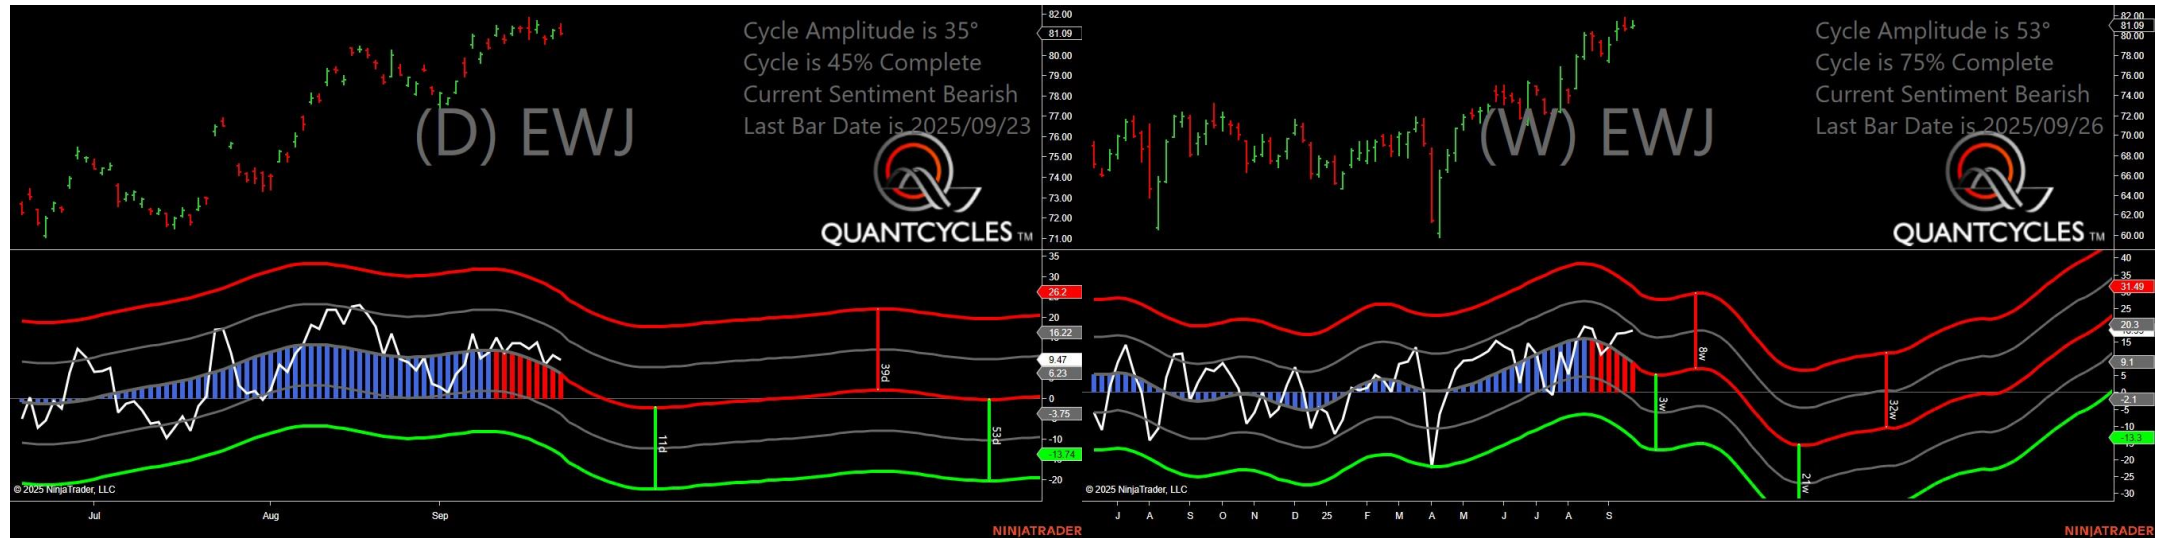 Cycle Amplitude is 35°
Cycle is 45% Complete
Current Sentiment Bearish
Last Bar Date is 2025/09/23
(D) EWJ
QUANTCYCLES TM
82.00
81.09
80.00
79.00
78.00
77.00
76.00
75.00
74.00
73.00
72.00
71.00
35
30
26.2
20
16.22
9.47
6.23
0
-3.75
-10
-13.74
-20
11d
39d
53d
© 2025 NinjaTrader, LLC
Jul Aug Sep
NINJATRADER
Cycle Amplitude is 53°
Cycle is 75% Complete
Current Sentiment Bearish
Last Bar Date is 2025/09/26
(W) EWJ
QUANTCYCLES TM
82.00
81.09
80.00
78.00
76.00
74.00
72.00
70.00
68.00
66.00
64.00
62.00
60.00
40
35
31.49
25
20.3
15
9.1
5
-2.1
-5
-13.3
-20
-25
-30
3w
8w
21w
32w
© 2025 NinjaTrader, LLC
J A S O N D 25 F M A M J J A S
NINJATRADER